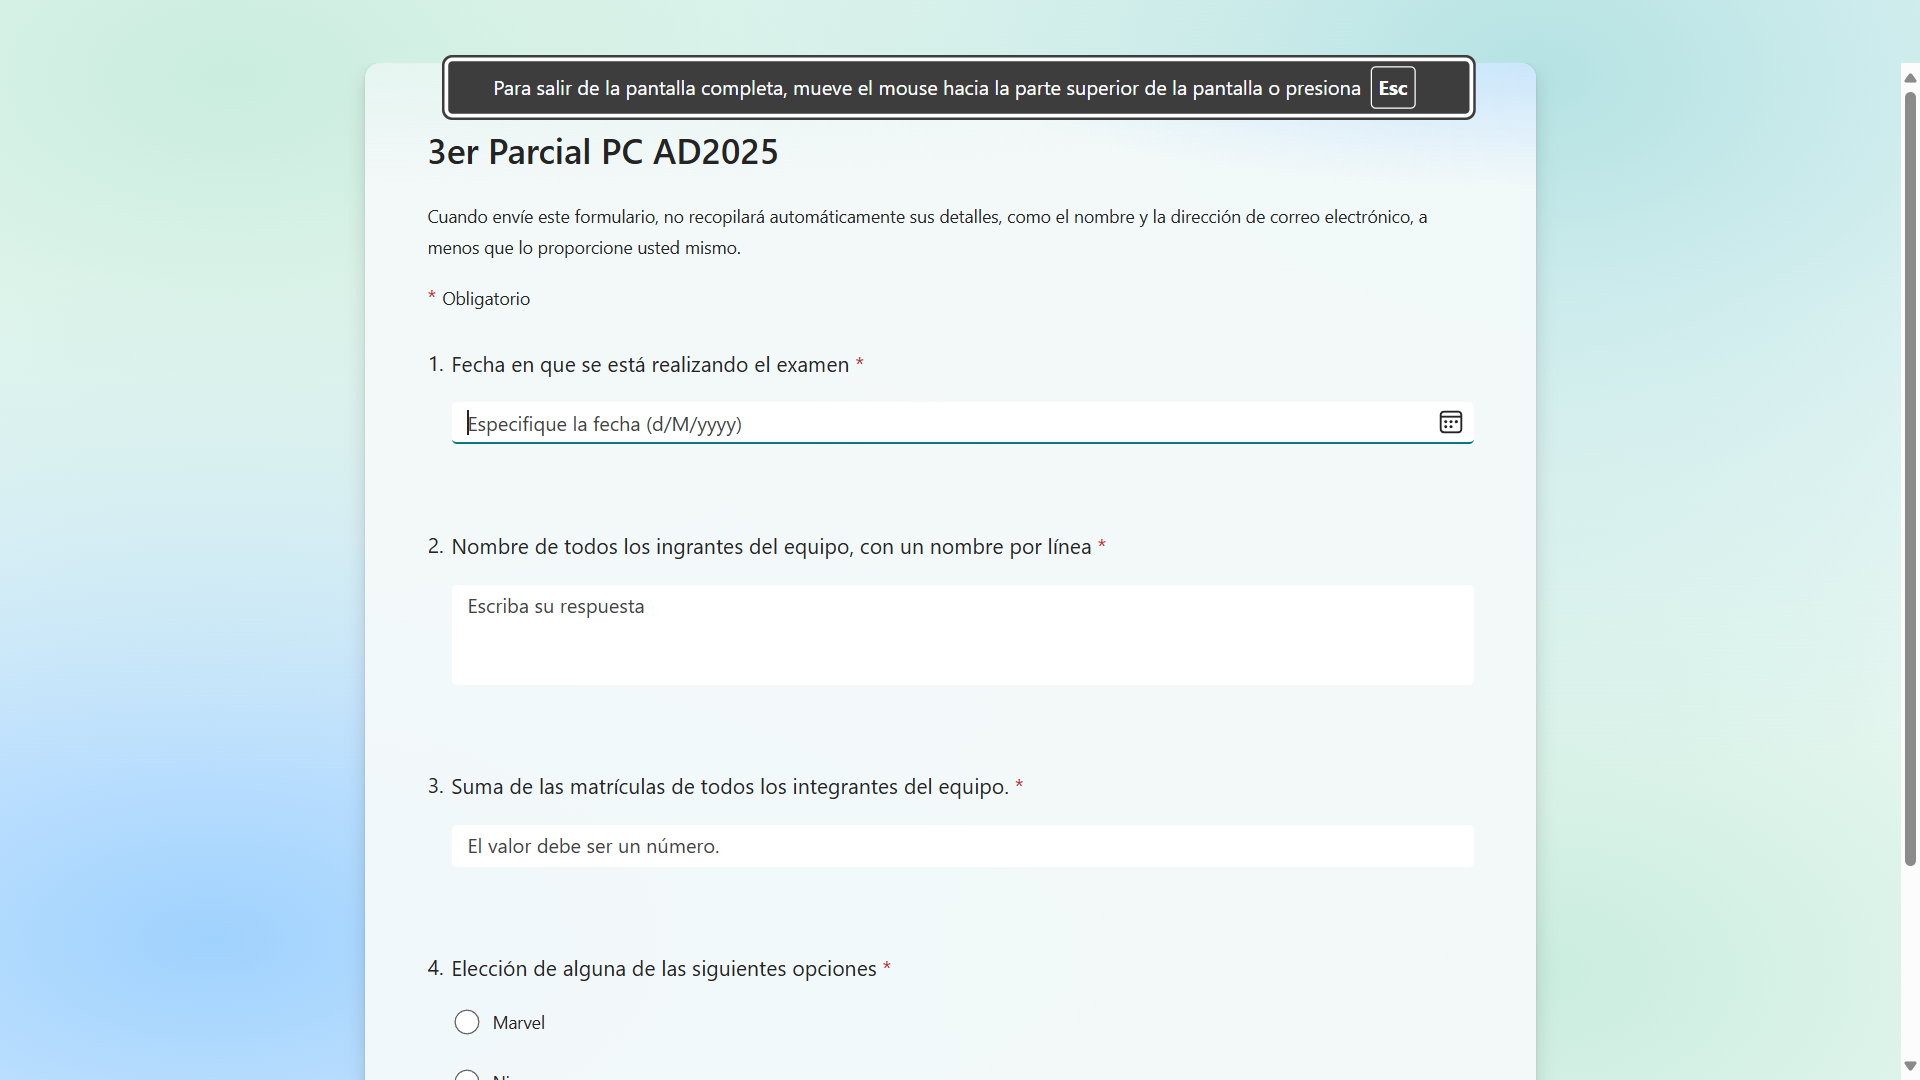 Para salir de la pantalla completa, mueve el mouse hacia la parte superior de la pantalla o presiona Esc
3er Parcial PC AD2025
Cuando envíe este formulario, no recopilará automáticamente sus detalles, como el nombre y la dirección de correo electrónico, a
menos que lo proporcione usted mismo.
* Obligatorio
1. Fecha en que se está realizando el examen *
Especifique la fecha (d/M/yyyy)
2. Nombre de todos los ingrantes del equipo, con un nombre por línea *
Escriba su respuesta
3. Suma de las matrículas de todos los integrantes del equipo. *
El valor debe ser un número.
4. Elección de alguna de las siguientes opciones *
Marvel